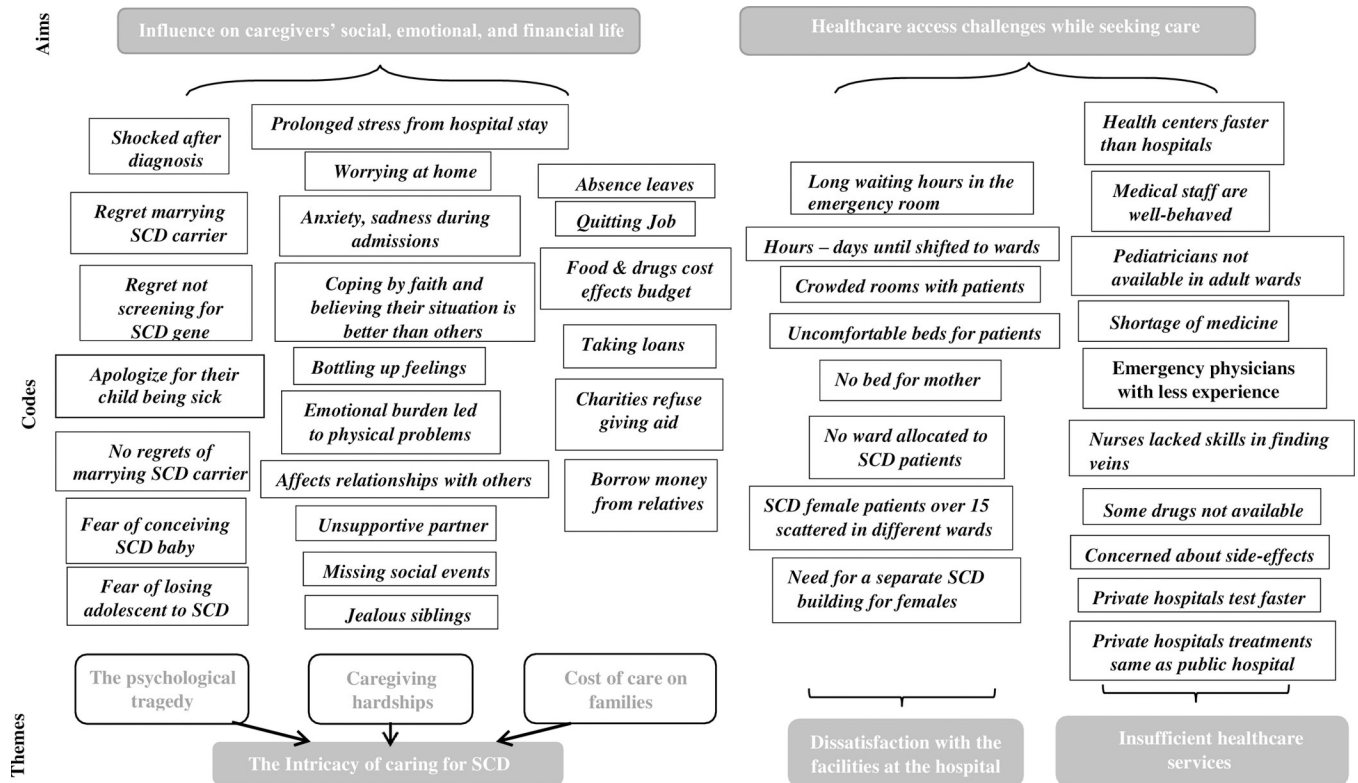 Aims
Influence on caregivers' social, emotional, and financial life
Healthcare access challenges while seeking care
Codes
Shocked after
diagnosis
Regret marrying
SCD carrier
Regret not
screening for
SCD gene
Apologize for their
child being sick
No regrets of
marrying SCD carrier
Fear of conceiving
SCD baby
Fear of losing
adolescent to SCD
Prolonged stress from hospital stay
Worrying at home
Anxiety, sadness during
admissions
Coping by faith and
believing their situation is
better than others
Bottling up feelings
Emotional burden led
to physical problems
Affects relationships with others
Unsupportive partner
Missing social events
Jealous siblings
Absence leaves
Quitting Job
Food & drugs cost
effects budget
Taking loans
Charities refuse
giving aid
Borrow money
from relatives
Long waiting hours in the
emergency room
Hours – days until shifted to wards
Crowded rooms with patients
Uncomfortable beds for patients
No bed for mother
No ward allocated to
SCD patients
SCD female patients over 15
scattered in different wards
Need for a separate SCD
building for females
Health centers faster
than hospitals
Medical staff are
well-behaved
Pediatricians not
available in adult wards
Shortage of medicine
Emergency physicians
with less experience
Nurses lacked skills in finding
veins
Some drugs not available
Concerned about side-effects
Private hospitals test faster
Private hospitals treatments
same as public hospital
Themes
The psychological
tragedy
Caregiving
hardships
Cost of care on
families
The Intricacy of caring for SCD
Dissatisfaction with the
facilities at the hospital
Insufficient healthcare
services